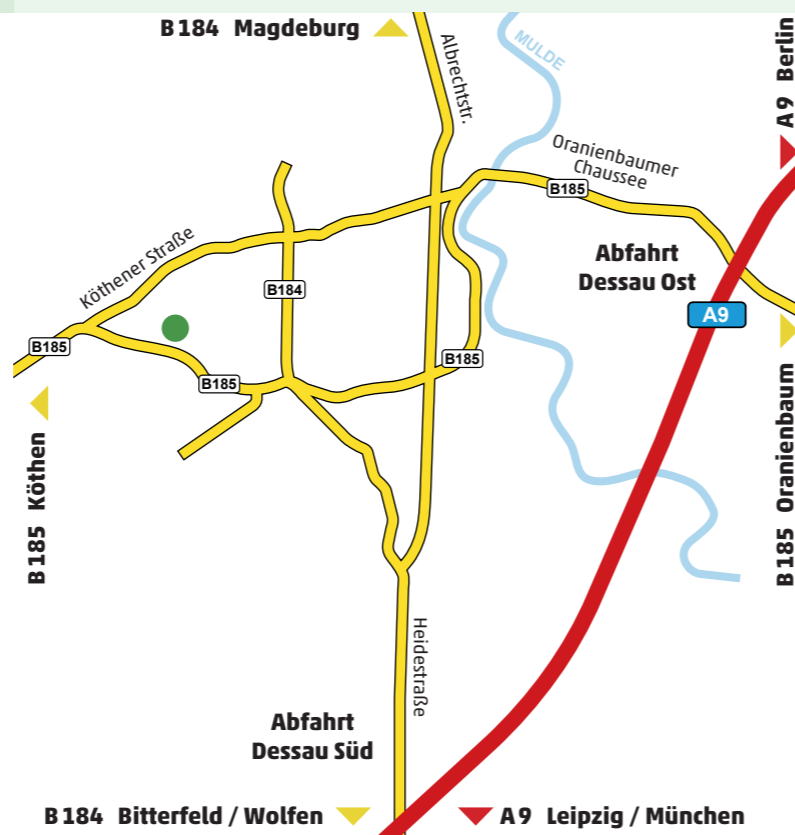 B 184 Magdeburg
Albrechtstr.
MULDE
A 9 Berlin
Oranienbaumer
Chaussee
B185
Köthener Straße
Abfahrt
Dessau Ost
B184
A9
B185
B185
B185
B 185 Köthen
B 185 Oranienbaum
Heidestraße
Abfahrt
Dessau Süd
B 184 Bitterfeld / Wolfen
A 9 Leipzig / München